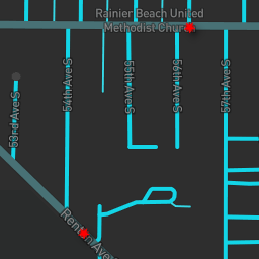 Rainier Beach United
Methodist Church
53rd Ave S
54th Ave S
55th Ave S
56th Ave S
57th Ave S
Renton Ave